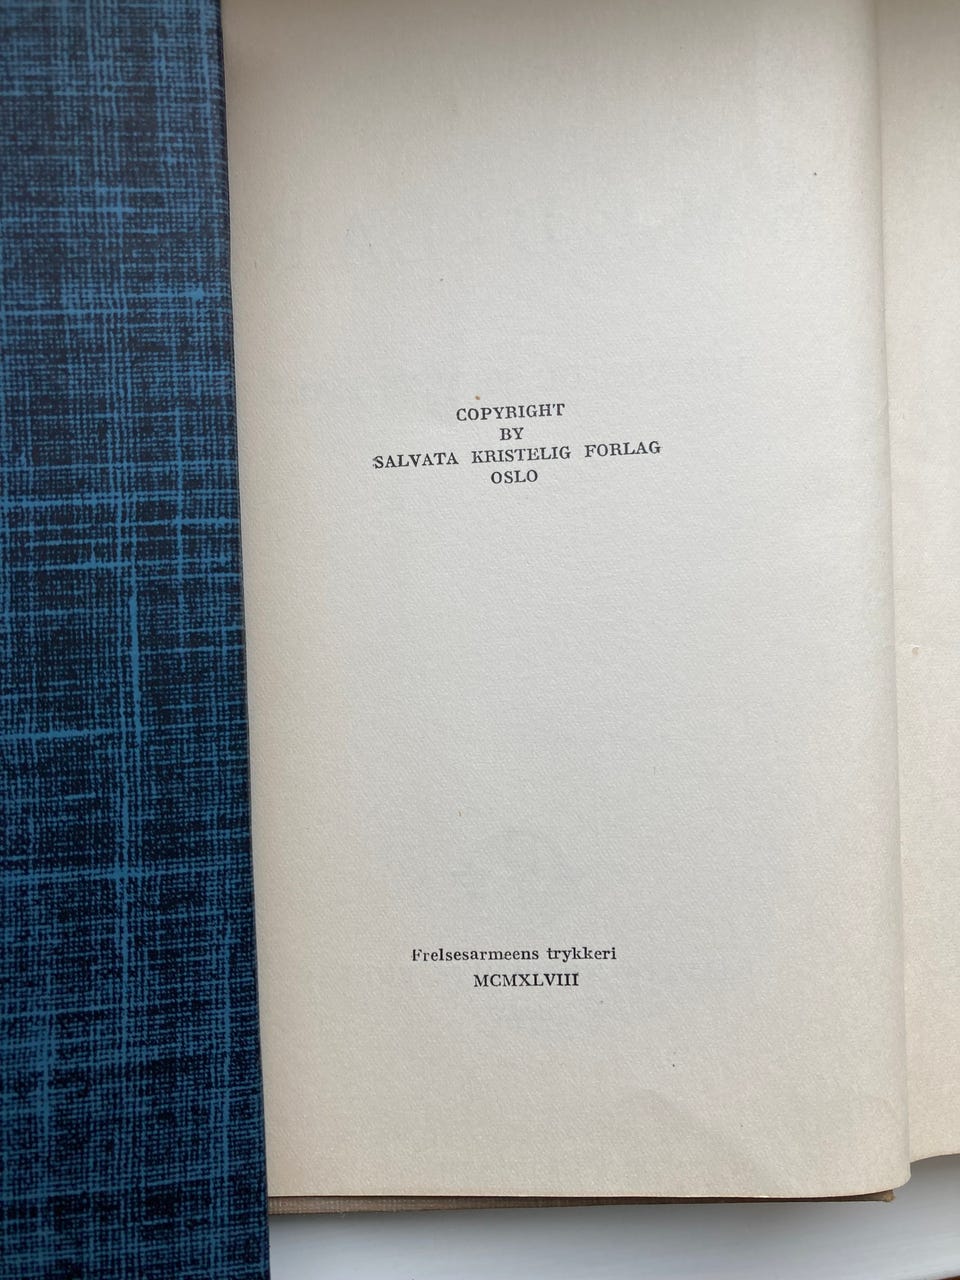 COPYRIGHT
BY
SALVATA KRISTELIG FORLAG
OSLO
Frelsesarmeens trykkeri
MCMXLVIII